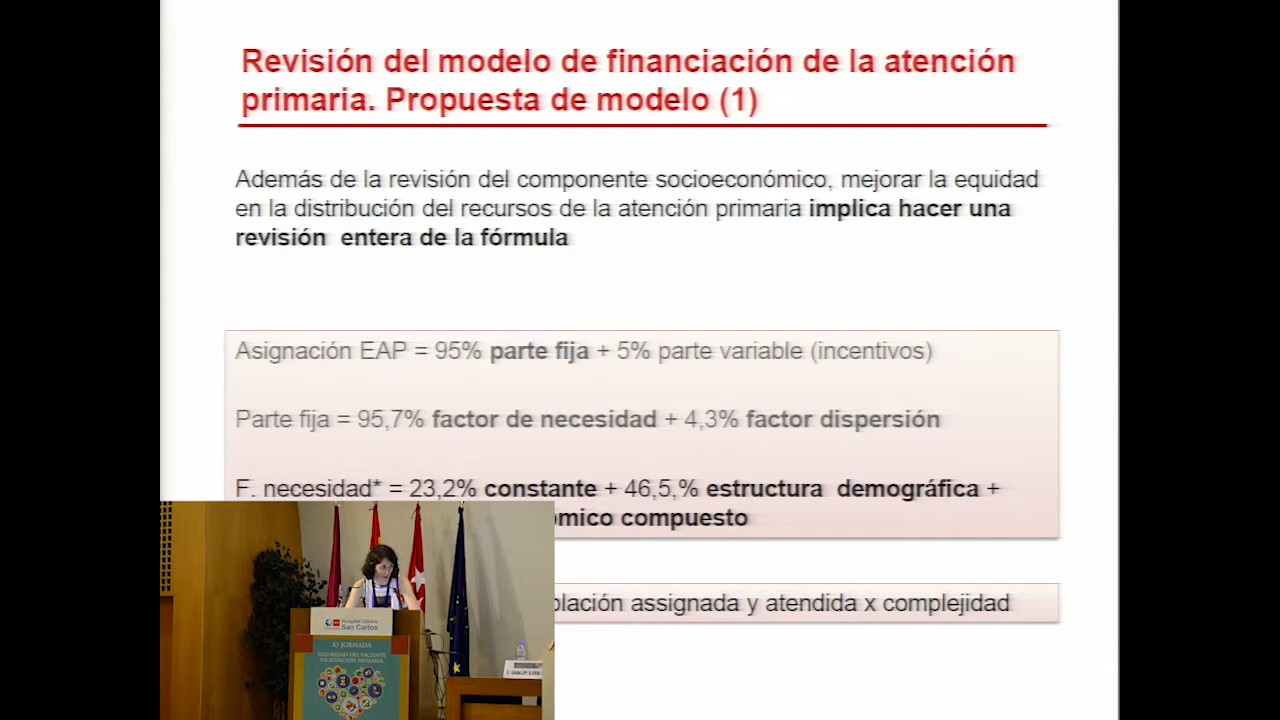 Revisión del modelo de financiación de la atención
primaria. Propuesta de modelo (1)
Además de la revisión del componente socioeconómico, mejorar la equidad
en la distribución del recursos de la atención primaria implica hacer una
revisión entera de la fórmula
Asignación EAP = 95% parte fija + 5% parte variable (incentivos)
Parte fija = 95,7% factor de necesidad + 4,3% factor dispersión
F. necesidad* = 23,2% constante + 46,5,% estructura demográfica +
ómico compuesto
olación assignada y atendida x complejidad
Hospital Clínico
San Carlos
XI JORNADA
SEGURIDAD DEL PACIENTE
EN ATENCIÓN PRIMARIA